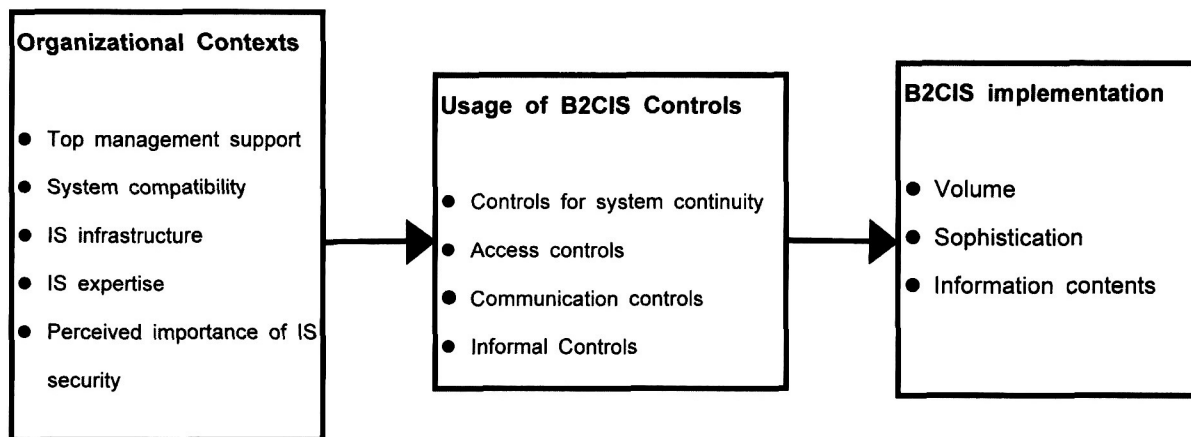 Organizational Contexts
● Top management support
● System compatibility
● IS infrastructure
● IS expertise
● Perceived importance of IS
security
Usage of B2CIS Controls
● Controls for system continuity
● Access controls
● Communication controls
● Informal Controls
B2CIS implementation
● Volume
● Sophistication
● Information contents